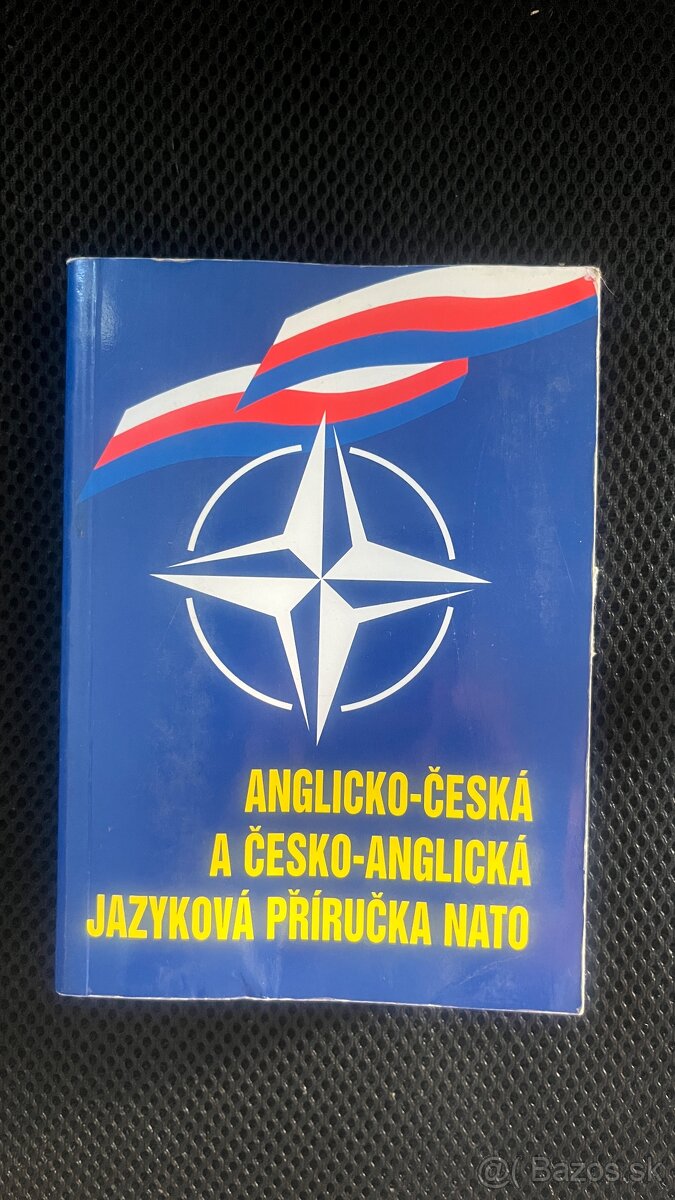 ANGLICKO-ČESKÁ
A ČESKO-ANGLICKÁ
JAZYKOVÁ PŘÍRUČKA NATO
@( Bazos.sk